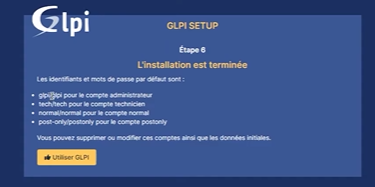 Glpi
GLPI SETUP
Étape 6
L'installation est terminée
Les identifiants et mots de passe par défaut sont :
glpi/glpi pour le compte administrateur
tech/tech pour le compte technicien
normal/normal pour le compte normal
post-only/postonly pour le compte postonly
Vous pouvez supprimer ou modifier ces comptes ainsi que les données initiales.
Utiliser GLPI